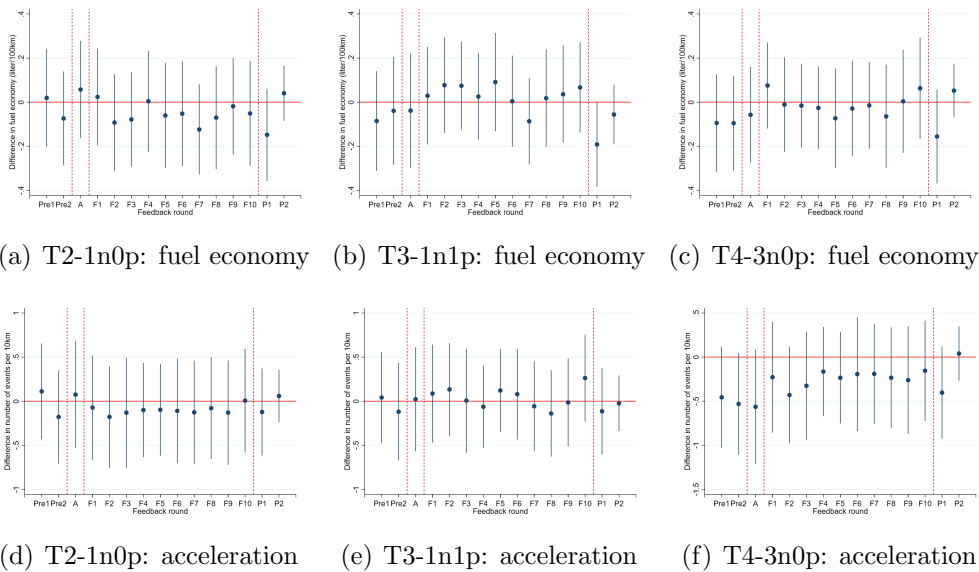 Difference in fuel economy (liter/100km)
.4
.2
0
-.2
-.4
Pre1 Pre2 A F1 F2 F3 F4 F5 F6 F7 F8 F9 F10 P1 P2
Feedback round
Difference in fuel economy (liter/100km)
.4
.2
0
-.2
-.4
Pre1 Pre2 A F1 F2 F3 F4 F5 F6 F7 F8 F9 F10 P1 P2
Feedback round
Difference in fuel economy (liter/100km)
.4
.2
0
-.2
-.4
Pre1 Pre2 A F1 F2 F3 F4 F5 F6 F7 F8 F9 F10 P1 P2
Feedback round
(a) T2-1n0p: fuel economy
(b) T3-1n1p: fuel economy
(c) T4-3n0p: fuel economy
Difference in number of events per 10km
1
.5
0
-.5
-1
Pre1 Pre2 A F1 F2 F3 F4 F5 F6 F7 F8 F9 F10 P1 P2
Feedback round
Difference in number of events per 10km
1
.5
0
-.5
-1
Pre1 Pre2 A F1 F2 F3 F4 F5 F6 F7 F8 F9 F10 P1 P2
Feedback round
Difference in number of events per 10km
.5
0
-.5
-1
-1.5
Pre1 Pre2 A F1 F2 F3 F4 F5 F6 F7 F8 F9 F10 P1 P2
Feedback round
(d) T2-1n0p: acceleration
(e) T3-1n1p: acceleration
(f) T4-3n0p: acceleration